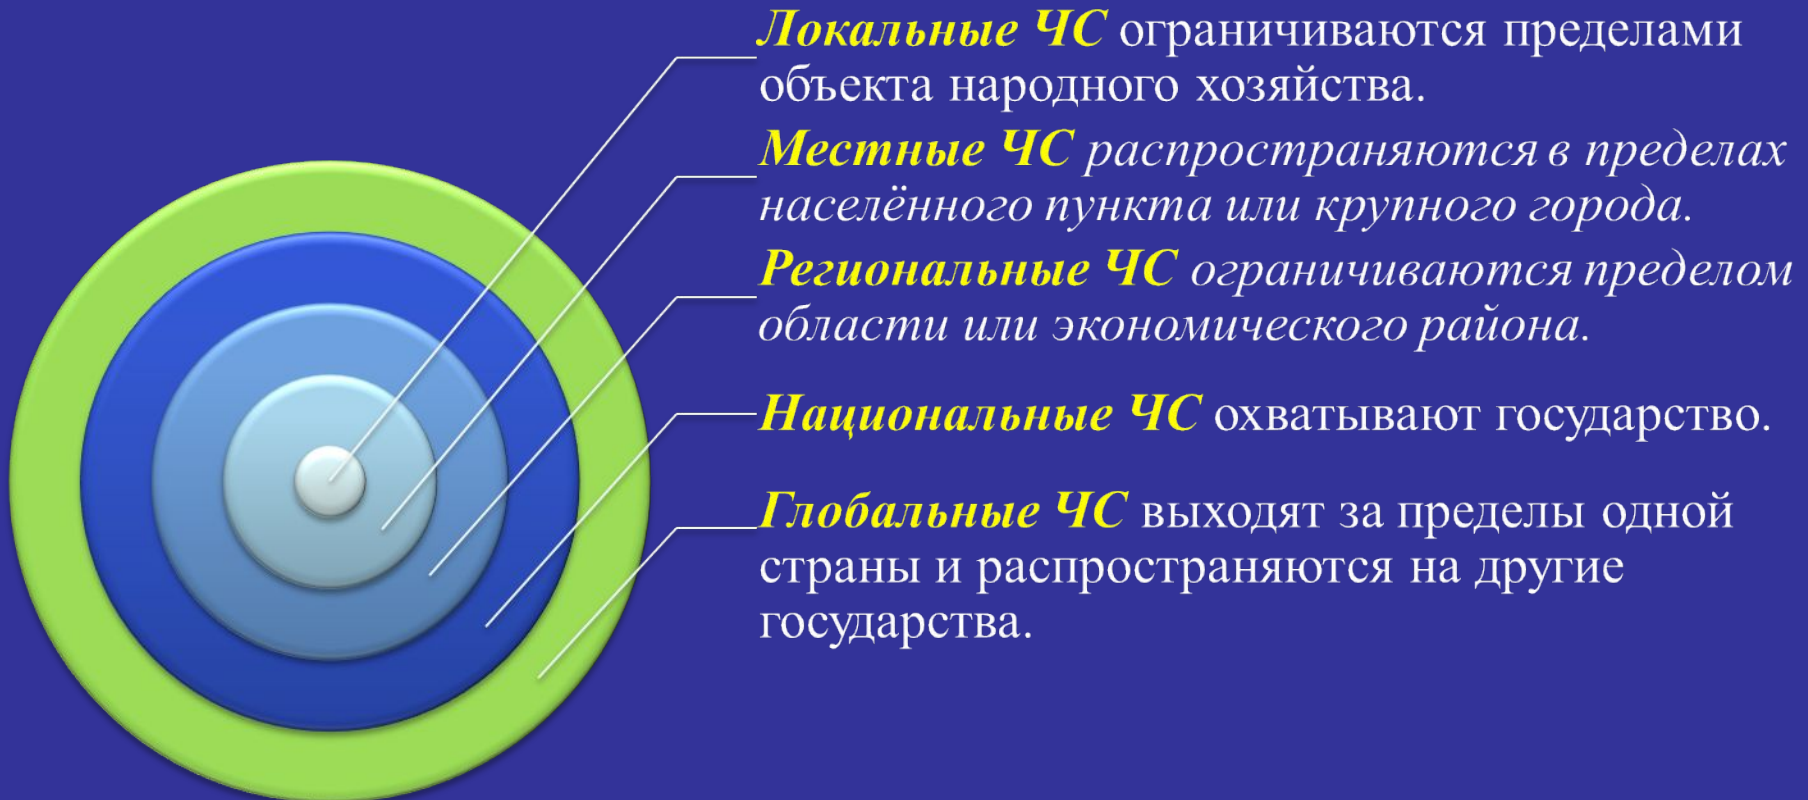 Локальные ЧС ограничиваются пределами
объекта народного хозяйства.
Местные ЧС распространяются в пределах
населённого пункта или крупного города.
Региональные ЧС ограничиваются пределом
области или экономического района.
Национальные ЧС охватывают государство.
Глобальные ЧС выходят за пределы одной
страны и распространяются на другие
государства.